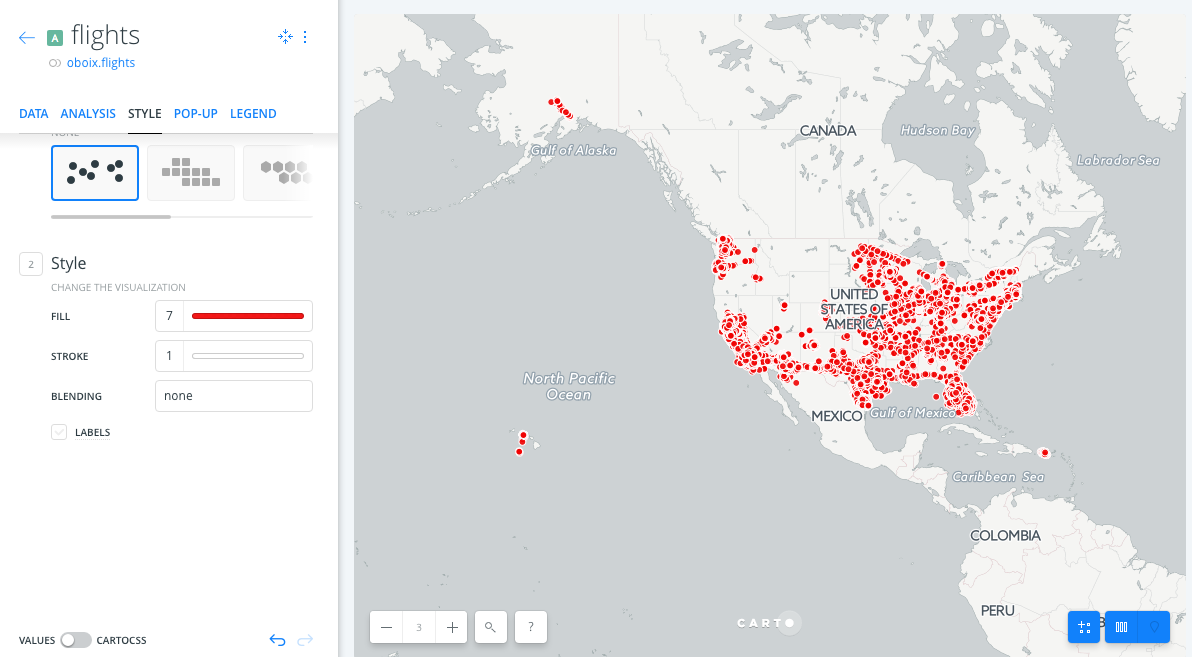 A flights
oboix.flights
DATA ANALYSIS STYLE POP-UP LEGEND
NONE
2 Style
CHANGE THE VISUALIZATION
FILL 7
STROKE 1
BLENDING none
LABELS
VALUES CARTOCSS
CANADA
Hudson Bay
Gulf of Alaska
Labrador Sea
UNITED
STATES OF
AMERICA
North Pacific
Ocean
MEXICO
Gulf of Mexico
Caribbean Sea
COLOMBIA
PERU
B
3
?
CARTO